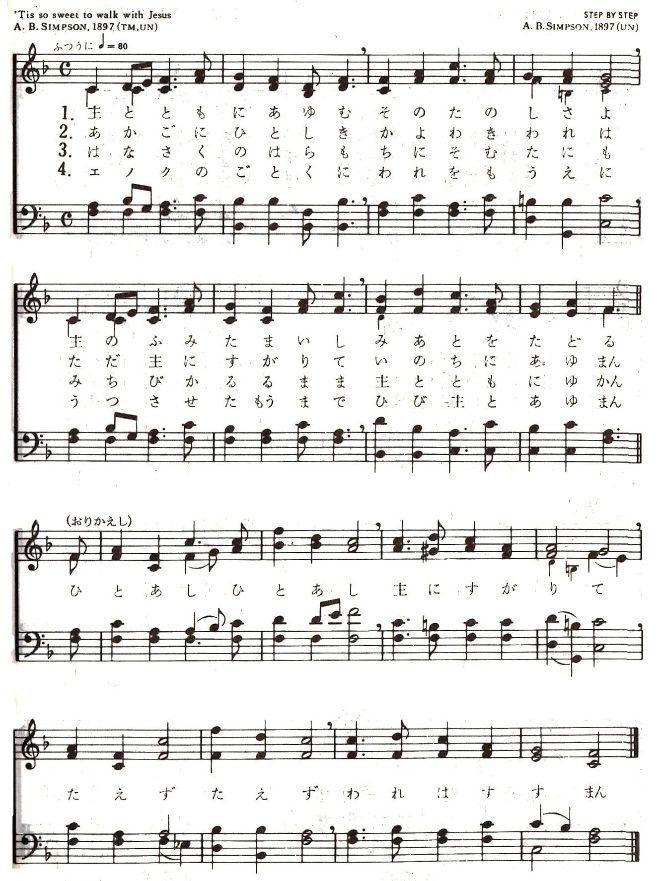 'Tis so sweet to walk with Jesus
STEP BY STEP
A. B. SIMPSON, 1897 (TM,UN)
A. B. SIMPSON, 1897 (UN)
ふつうに ♩= 80
1. 主とともにあゆむそのたのしさよ
2. あかごにひとしきかよわきわれは
3. はなさくのはらもちにそむたにも
4. エノクのごとくにわれをもうえに
主のふみたまいしみあとをたどる
ただ主にすがりていのちにあゆまん
みちびかるるまま主とともにゆかん
うつさせたもうまでひび主とあゆまん
(おりかえし)
ひとあしひとあし主にすがりて
たえずたえずわれはすすまん